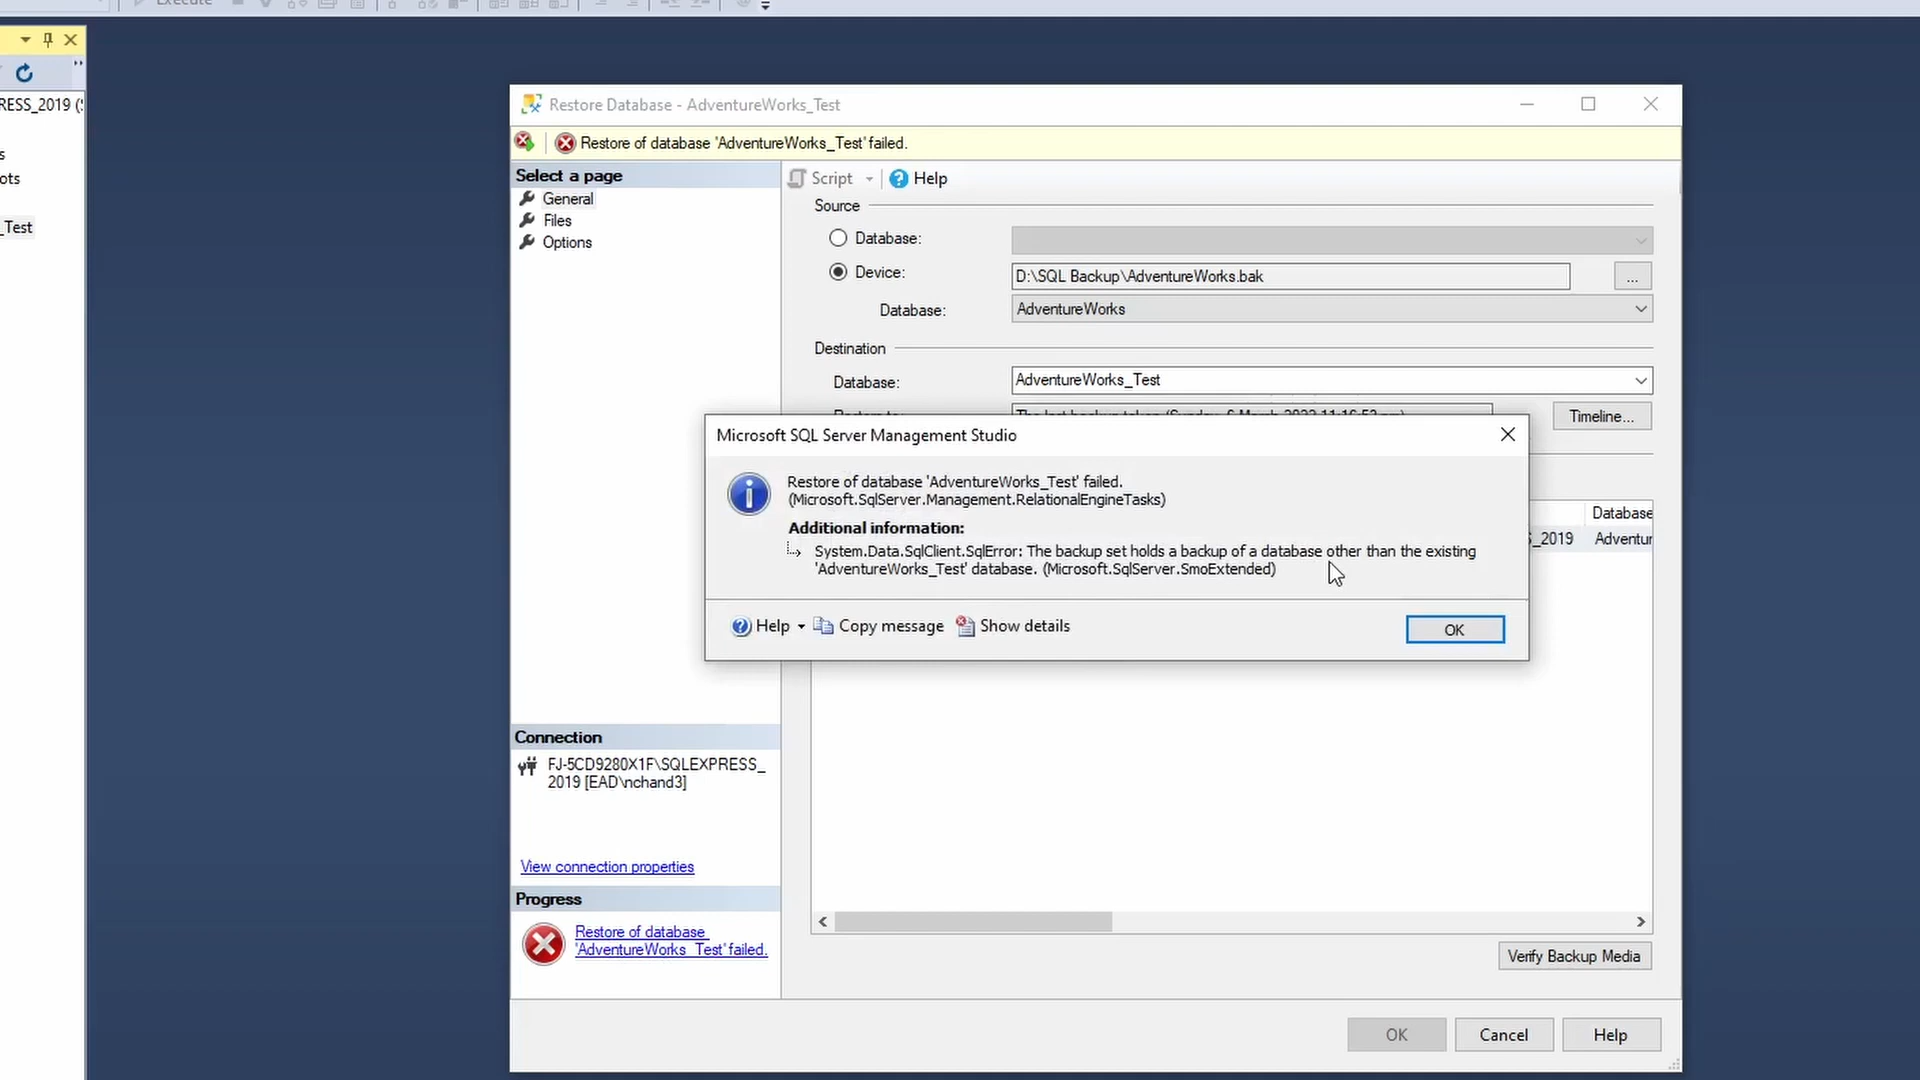 Execute
RESS_2019 (
s
ots
_Test
Restore Database - AdventureWorks_Test
Restore of database 'AdventureWorks_Test' failed.
Select a page
General
Files
Options
Script
Help
Source
Database:
Device:
D:\SQL Backup\AdventureWorks.bak
...
Database:
AdventureWorks
Destination
Database:
AdventureWorks_Test
Timeline...
Database
_2019
Adventur
Microsoft SQL Server Management Studio
Restore of database 'AdventureWorks_Test' failed.
(Microsoft.SqlServer.Management.RelationalEngineTasks)
Additional information:
System.Data.SqlClient.SqlError: The backup set holds a backup of a database other than the existing
'AdventureWorks_Test' database. (Microsoft.SqlServer.SmoExtended)
Help
Copy message
Show details
OK
Connection
FJ-5CD9280X1F\SQLEXPRESS_
2019 [EAD\nchand3]
View connection properties
Progress
Restore of database
'AdventureWorks_Test' failed.
Verify Backup Media
OK
Cancel
Help